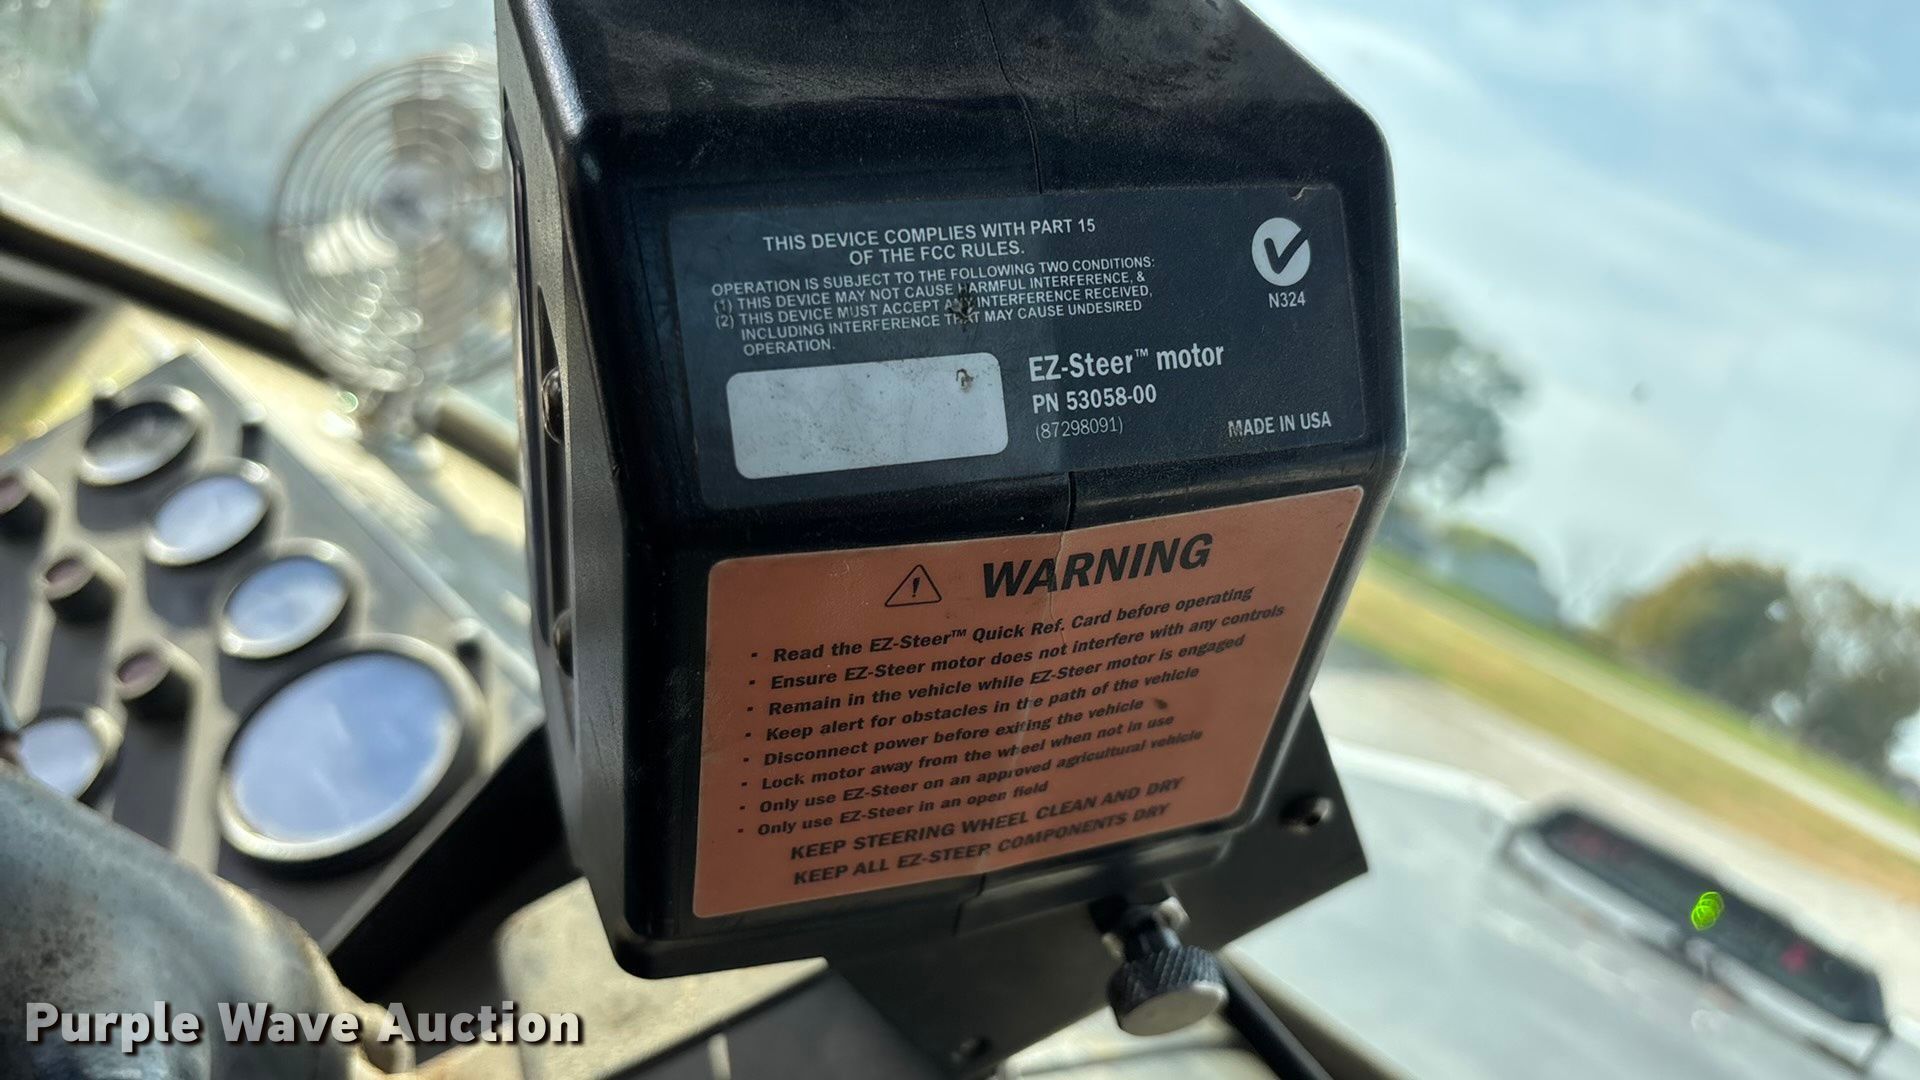 THIS DEVICE COMPLIES WITH PART 15
OF THE FCC RULES.
OPERATION IS SUBJECT TO THE FOLLOWING TWO CONDITIONS:
(1) THIS DEVICE MAY NOT CAUSE HARMFUL INTERFERENCE, &
(2) THIS DEVICE MUST ACCEPT ANY INTERFERENCE RECEIVED,
INCLUDING INTERFERENCE THAT MAY CAUSE UNDESIRED
OPERATION.
N324
EZ-Steer™ motor
PN 53058-00
(87298091)
MADE IN USA
WARNING
▪ Read the EZ-Steer™ Quick Ref. Card before operating
▪ Ensure EZ-Steer motor does not interfere with any controls
▪ Remain in the vehicle while EZ-Steer motor is engaged
▪ Keep alert for obstacles in the path of the vehicle
▪ Disconnect power before exiting the vehicle
▪ Lock motor away from the wheel when not in use
▪ Only use EZ-Steer on an approved agricultural vehicle
▪ Only use EZ-Steer in an open field
KEEP STEERING WHEEL CLEAN AND DRY
KEEP ALL EZ-STEER COMPONENTS DRY
Purple Wave Auction